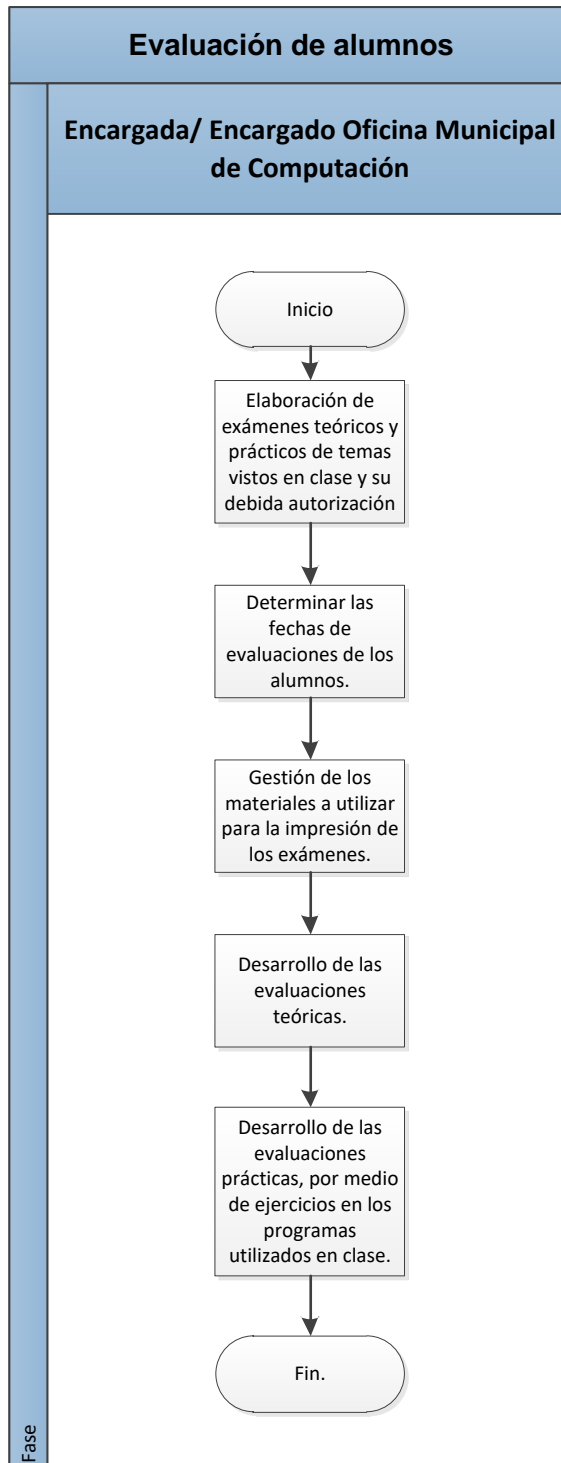 Evaluación de alumnos
Encargada/ Encargado Oficina Municipal
de Computación
Inicio
Elaboración de
exámenes teóricos y
prácticos de temas
vistos en clase y su
debida autorización
Determinar las
fechas de
evaluaciones de los
alumnos.
Gestión de los
materiales a utilizar
para la impresión de
los exámenes.
Desarrollo de las
evaluaciones
teóricas.
Desarrollo de las
evaluaciones
prácticas, por medio
de ejercicios en los
programas
utilizados en clase.
Fin.
Fase